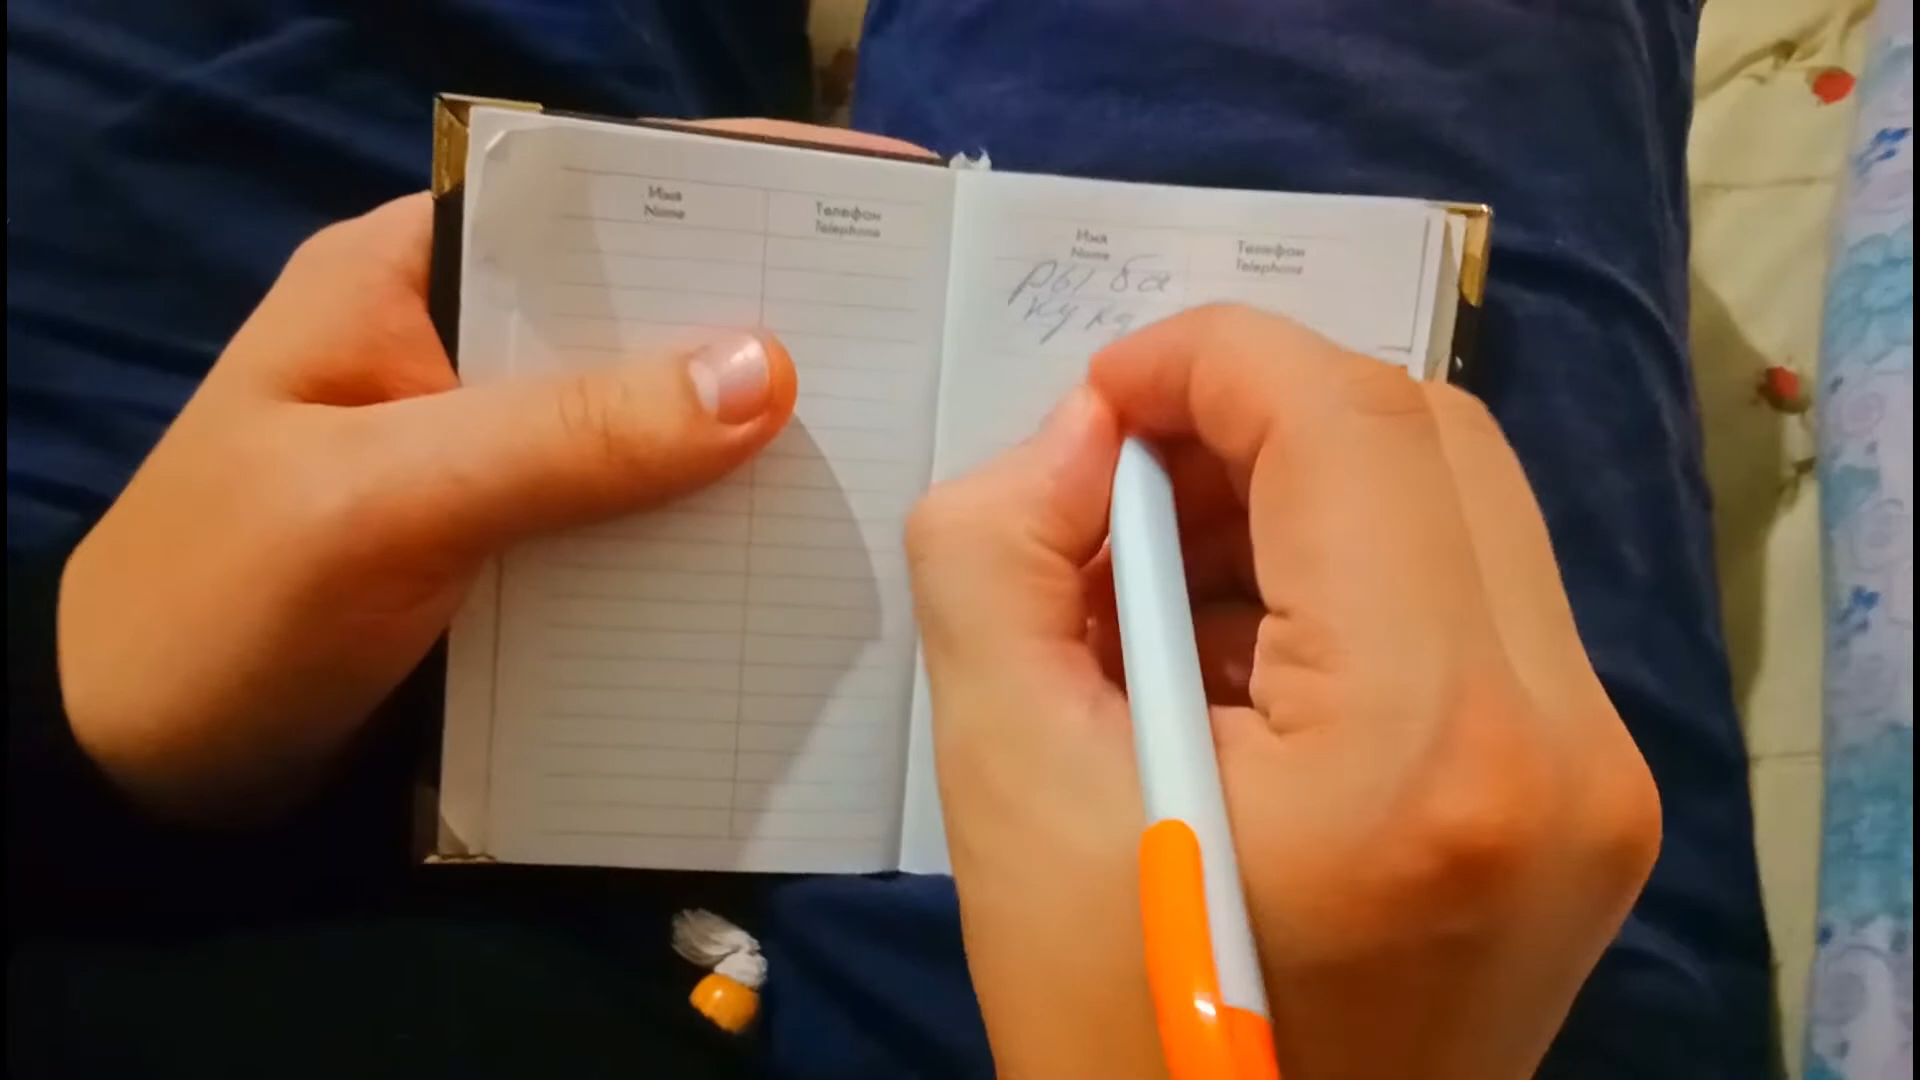 Имя
Name
Телефон
Telephone
Имя
Name
Телефон
Telephone
рыба